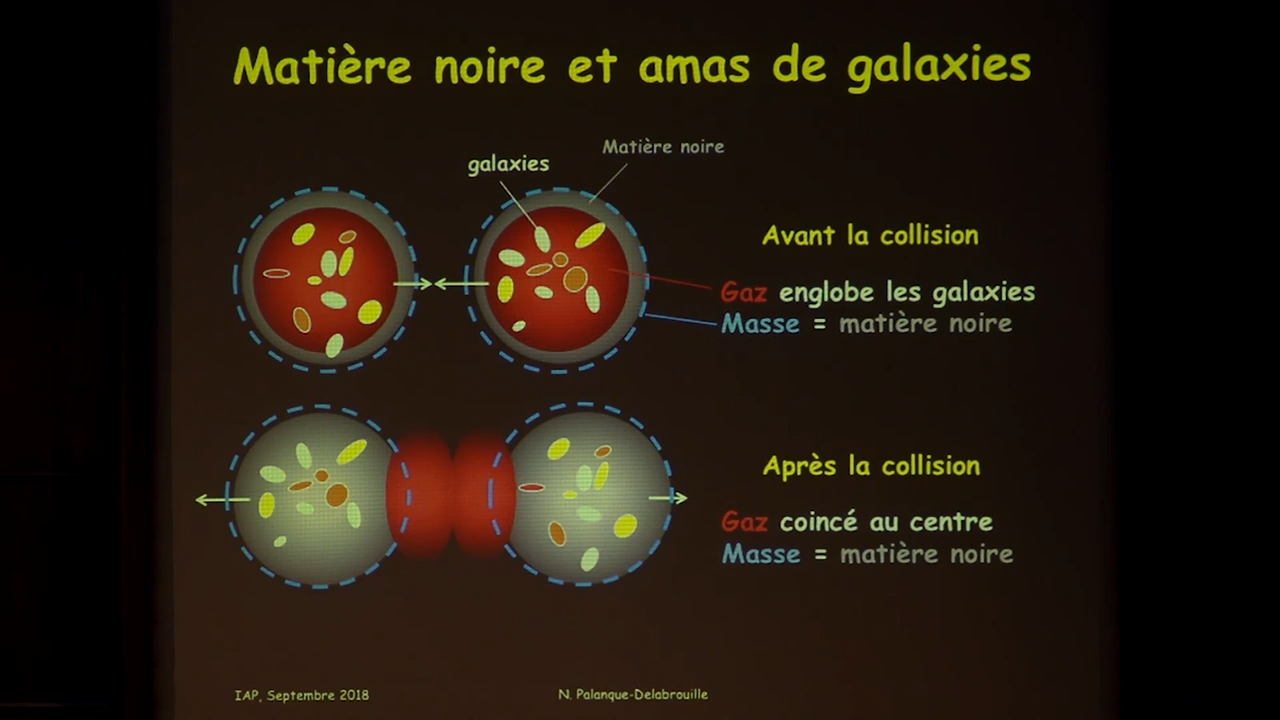 Matière noire et amas de galaxies
Matière noire
galaxies
Avant la collision
Gaz englobe les galaxies
Masse = matière noire
Après la collision
Gaz coincé au centre
Masse = matière noire
IAP, Septembre 2018
N. Palanque-Delabrouille